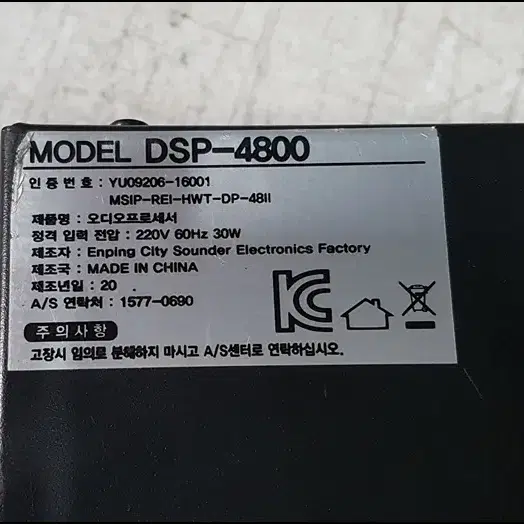 MODEL DSP-4800
인 증 번 호 : YU09206-16001
MSIP-REI-HWT-DP-48II
제품명 : 오디오프로세서
정격 입력 전압 : 220V 60Hz 30W
제조자 : Enping City Sounder Electronics Factory
제조국 : MADE IN CHINA
제조년일 : 20 .
A/S 연락처 : 1577-0690
주 의 사 항
고장시 임의로 분해하지 마시고 A/S센터로 연락하십시오.